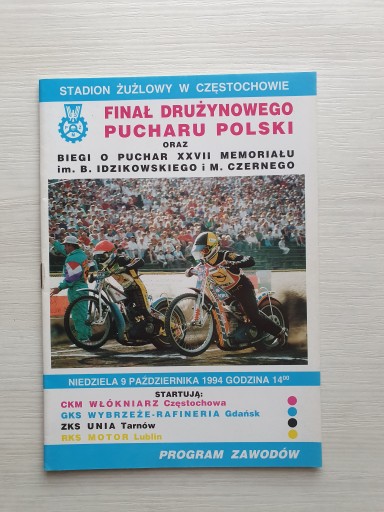 STADION ŻUŻLOWY W CZĘSTOCHOWIE
FINAŁ DRUŻYNOWEGO
PUCHARU POLSKI
ORAZ
BIEGI O PUCHAR XXVII MEMORIAŁU
im. B. IDZIKOWSKIEGO i M. CZERNEGO
NIEDZIELA 9 PAŹDZIERNIKA 1994 GODZINA 14⁰⁰
STARTUJĄ:
CKM WŁÓKNIARZ Częstochowa
GKS WYBRZEŻE-RAFINERIA Gdańsk
ZKS UNIA Tarnów
RKS MOTOR Lublin
PROGRAM ZAWODÓW